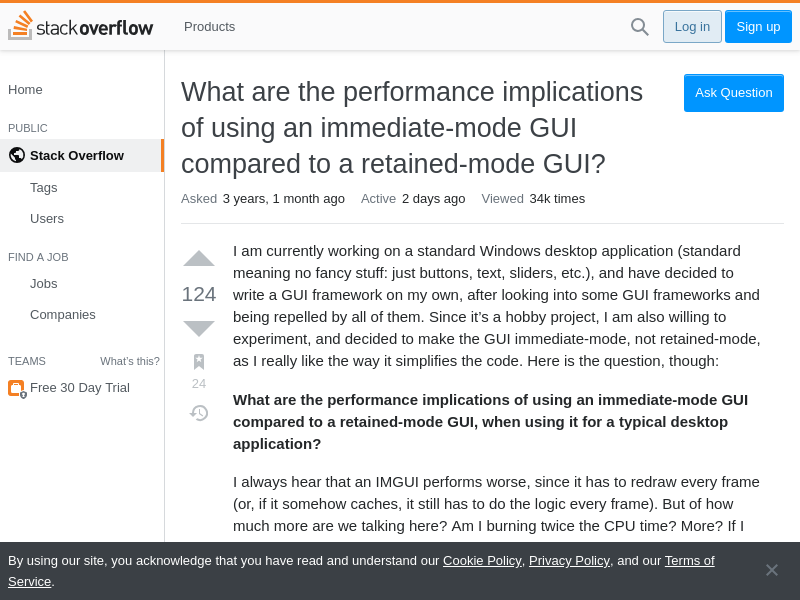 stackoverflow
Products
Log in
Sign up
Home
PUBLIC
Stack Overflow
Tags
Users
FIND A JOB
Jobs
Companies
TEAMS
What's this?
Free 30 Day Trial
What are the performance implications
of using an immediate-mode GUI
compared to a retained-mode GUI?
Ask Question
Asked 3 years, 1 month ago Active 2 days ago Viewed 34k times
124
24
I am currently working on a standard Windows desktop application (standard
meaning no fancy stuff: just buttons, text, sliders, etc.), and have decided to
write a GUI framework on my own, after looking into some GUI frameworks and
being repelled by all of them. Since it’s a hobby project, I am also willing to
experiment, and decided to make the GUI immediate-mode, not retained-mode,
as I really like the way it simplifies the code. Here is the question, though:
What are the performance implications of using an immediate-mode GUI
compared to a retained-mode GUI, when using it for a typical desktop
application?
I always hear that an IMGUI performs worse, since it has to redraw every frame
(or, if it somehow caches, it still has to do the logic every frame). But of how
much more are we talking here? Am I burning twice the CPU time? More? If I
By using our site, you acknowledge that you have read and understand our Cookie Policy, Privacy Policy, and our Terms of
Service.